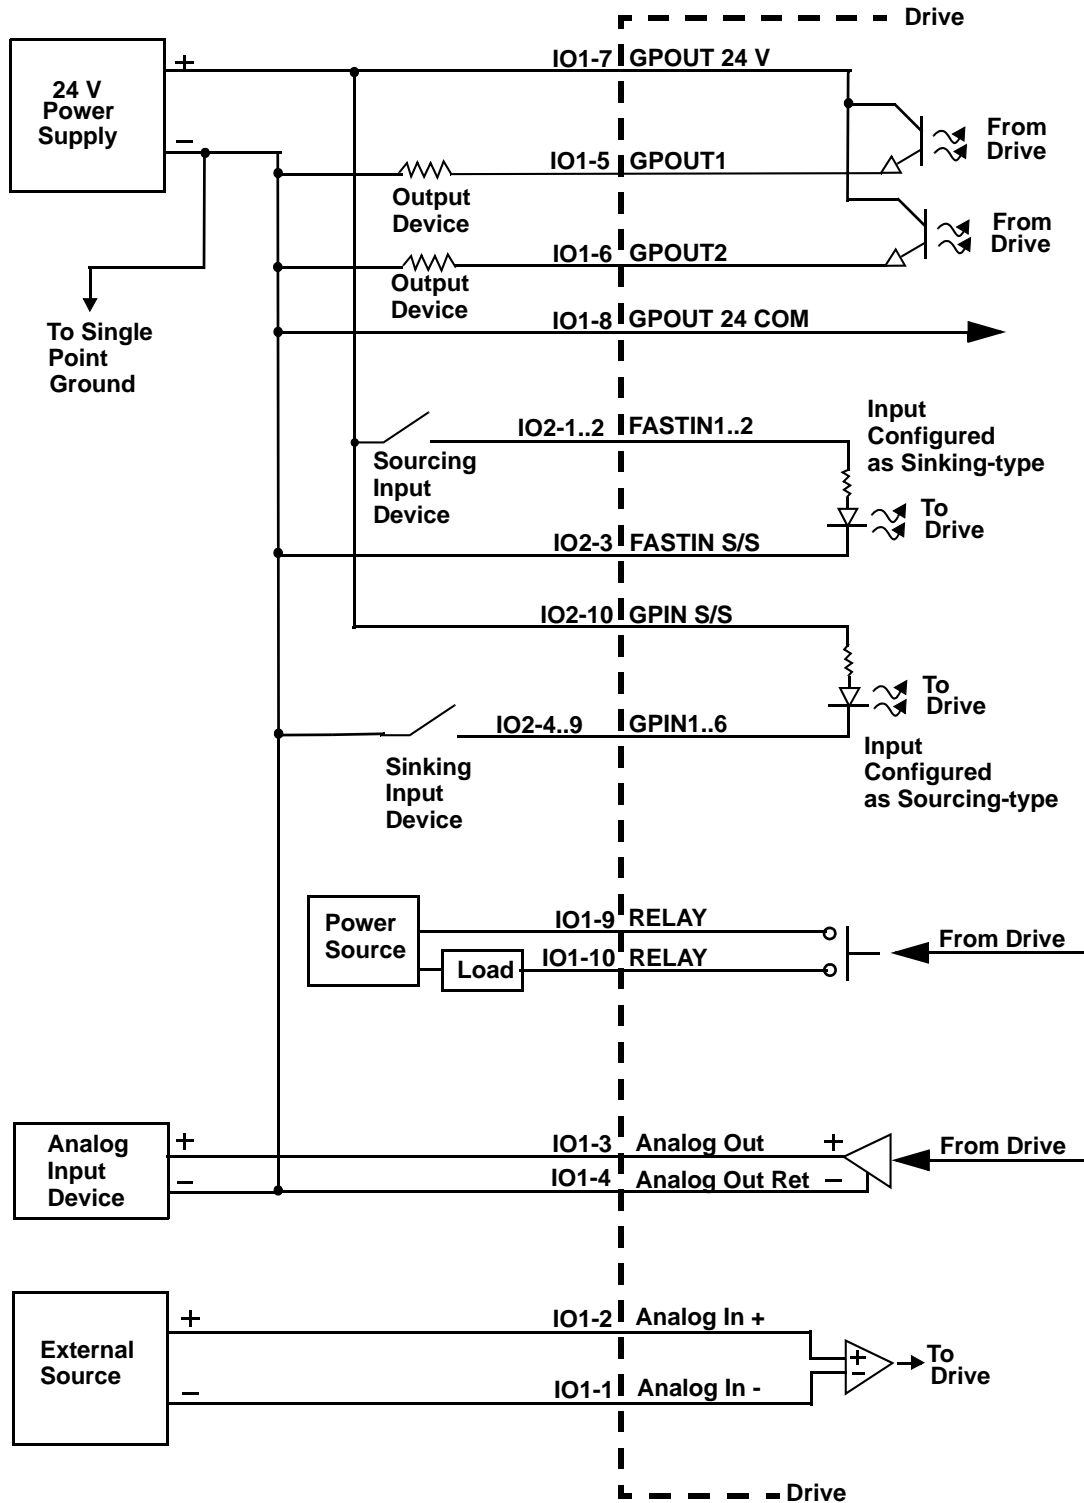 Drive
24 V
Power
Supply
+
−
IO1-7 GPOUT 24 V
From
Drive
IO1-5 GPOUT1
Output
Device
From
Drive
IO1-6 GPOUT2
Output
Device
IO1-8 GPOUT 24 COM
To Single
Point
Ground
Input
Configured
as Sinking-type
IO2-1..2 FASTIN1..2
Sourcing
Input
Device
To
Drive
IO2-3 FASTIN S/S
IO2-10 GPIN S/S
To
Drive
IO2-4..9 GPIN1..6
Sinking
Input
Device
Input
Configured
as Sourcing-type
Power
Source
IO1-9 RELAY
Load
IO1-10 RELAY
From Drive
Analog
Input
Device
+
−
IO1-3 Analog Out +
IO1-4 Analog Out Ret −
From Drive
External
Source
+
−
IO1-2 Analog In +
IO1-1 Analog In -
+
−
To
Drive
Drive